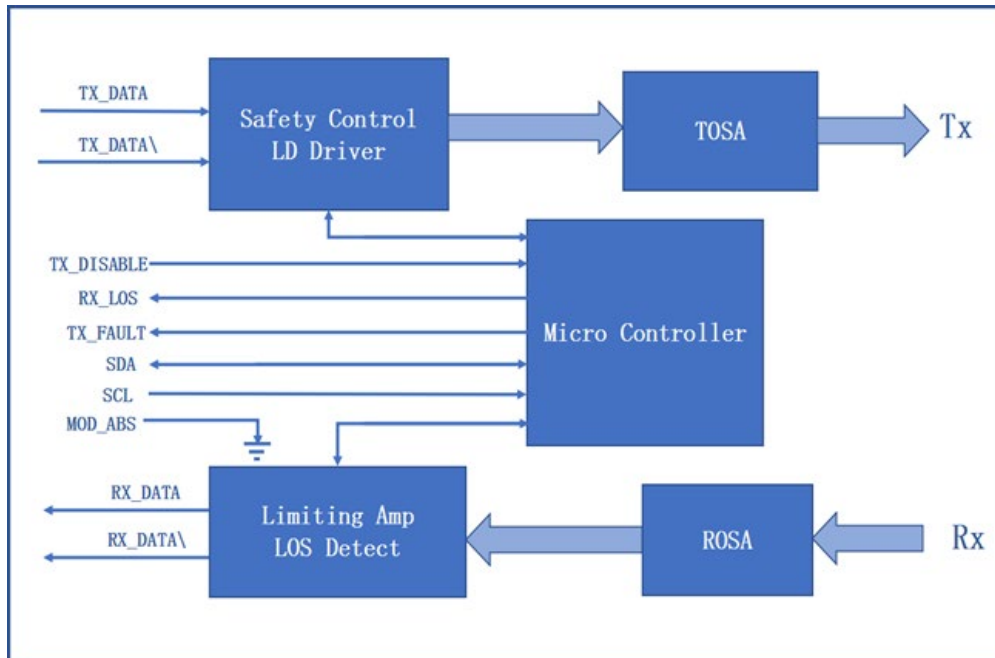 TX_DATA
TX_DATA\
Safety Control
LD Driver
TOSA
Tx
TX_DISABLE
RX_LOS
TX_FAULT
SDA
SCL
MOD_ABS
Micro Controller
RX_DATA
RX_DATA\
Limiting Amp
LOS Detect
ROSA
Rx